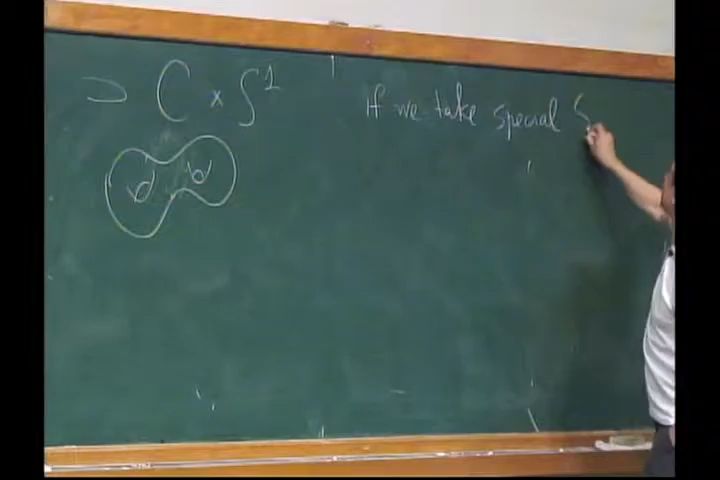 ⊃ C × S¹
If we take special S